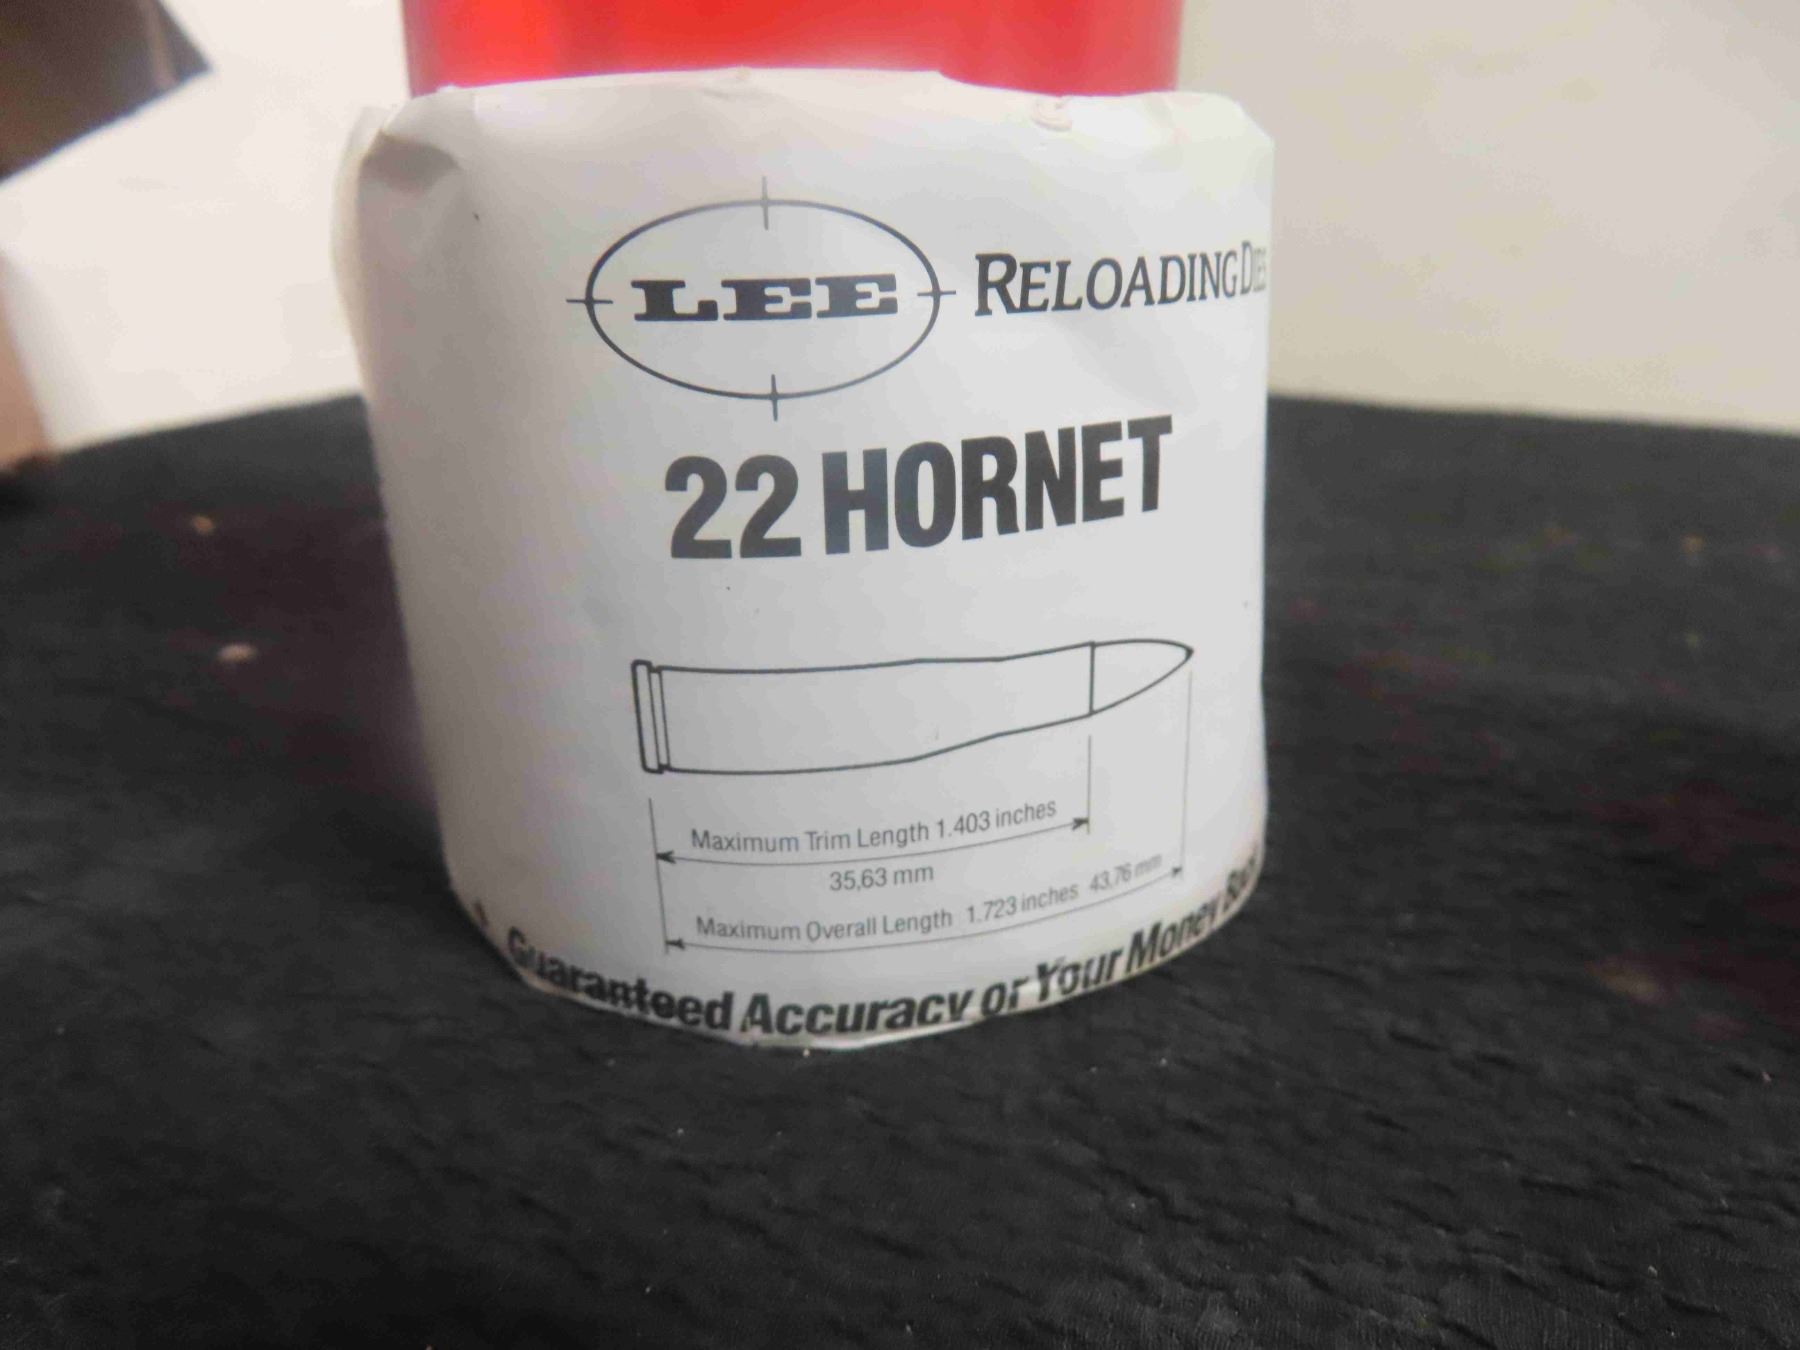 LEE RELOADING DIES
22 HORNET
Maximum Trim Length 1.403 inches
35,63 mm
Maximum Overall Length 1.723 inches 43,76 mm
Guaranteed Accuracy or Your Money Back